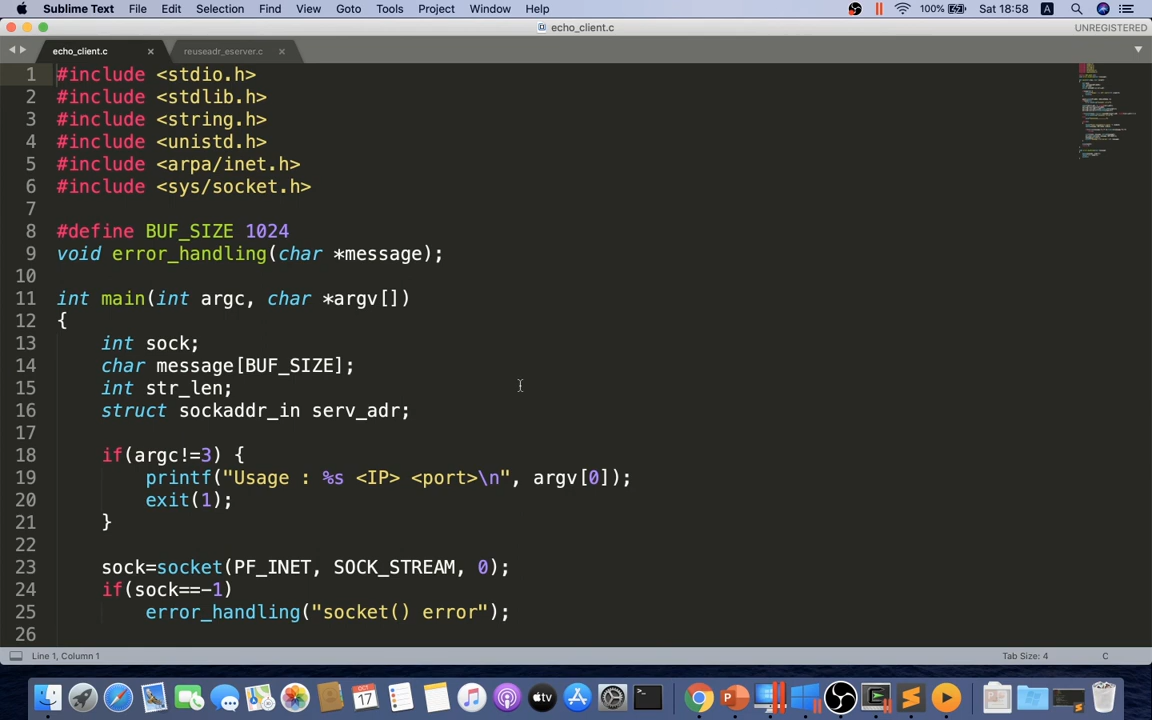 Sublime Text File Edit Selection Find View Goto Tools Project Window Help 100% Sat 18:58 A
echo_client.c UNREGISTERED
echo_client.c × reuseadr_eserver.c ×
1 #include <stdio.h>
2 #include <stdlib.h>
3 #include <string.h>
4 #include <unistd.h>
5 #include <arpa/inet.h>
6 #include <sys/socket.h>
7
8 #define BUF_SIZE 1024
9 void error_handling(char *message);
10
11 int main(int argc, char *argv[])
12 {
13     int sock;
14     char message[BUF_SIZE];
15     int str_len;
16     struct sockaddr_in serv_adr;
17
18     if(argc!=3) {
19         printf("Usage : %s <IP> <port>\n", argv[0]);
20         exit(1);
21     }
22
23     sock=socket(PF_INET, SOCK_STREAM, 0);
24     if(sock==-1)
25         error_handling("socket() error");
26
Line 1, Column 1 Tab Size: 4 C
OCT
17
tv